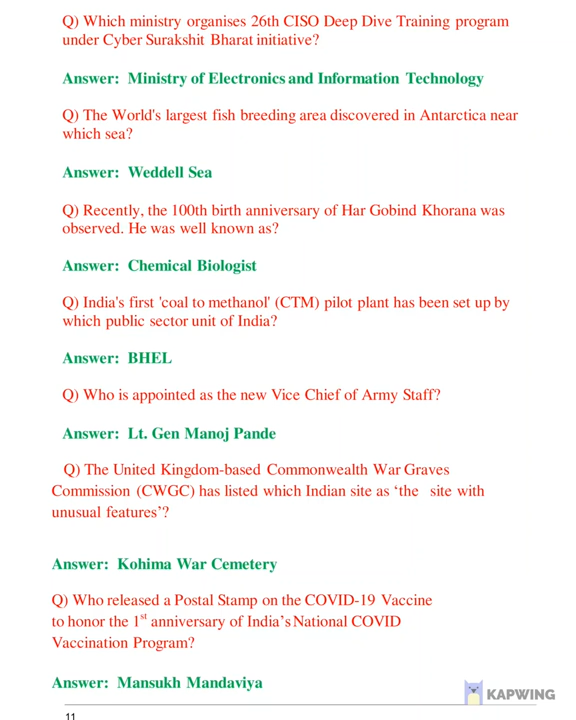 Q) Which ministry organises 26th CISO Deep Dive Training program
under Cyber Surakshit Bharat initiative?
Answer: Ministry of Electronics and Information Technology
Q) The World's largest fish breeding area discovered in Antarctica near
which sea?
Answer: Weddell Sea
Q) Recently, the 100th birth anniversary of Har Gobind Khorana was
observed. He was well known as?
Answer: Chemical Biologist
Q) India's first 'coal to methanol' (CTM) pilot plant has been set up by
which public sector unit of India?
Answer: BHEL
Q) Who is appointed as the new Vice Chief of Army Staff?
Answer: Lt. Gen Manoj Pande
Q) The United Kingdom-based Commonwealth War Graves
Commission (CWGC) has listed which Indian site as ‘the site with
unusual features’?
Answer: Kohima War Cemetery
Q) Who released a Postal Stamp on the COVID-19 Vaccine
to honor the 1st anniversary of India’s National COVID
Vaccination Program?
Answer: Mansukh Mandaviya
KAPWING
11